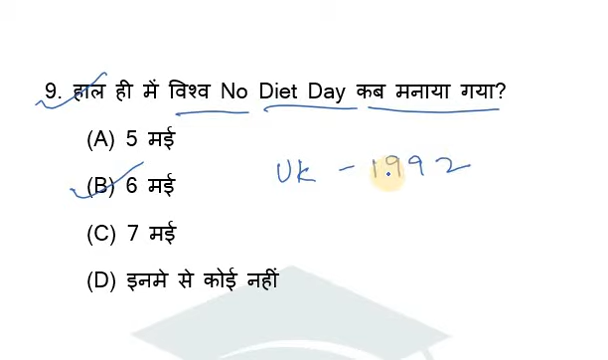 9. हाल ही में विश्व No Diet Day कब मनाया गया?
(A) 5 मई
UK - 1992
(B) 6 मई
(C) 7 मई
(D) इनमे से कोई नहीं